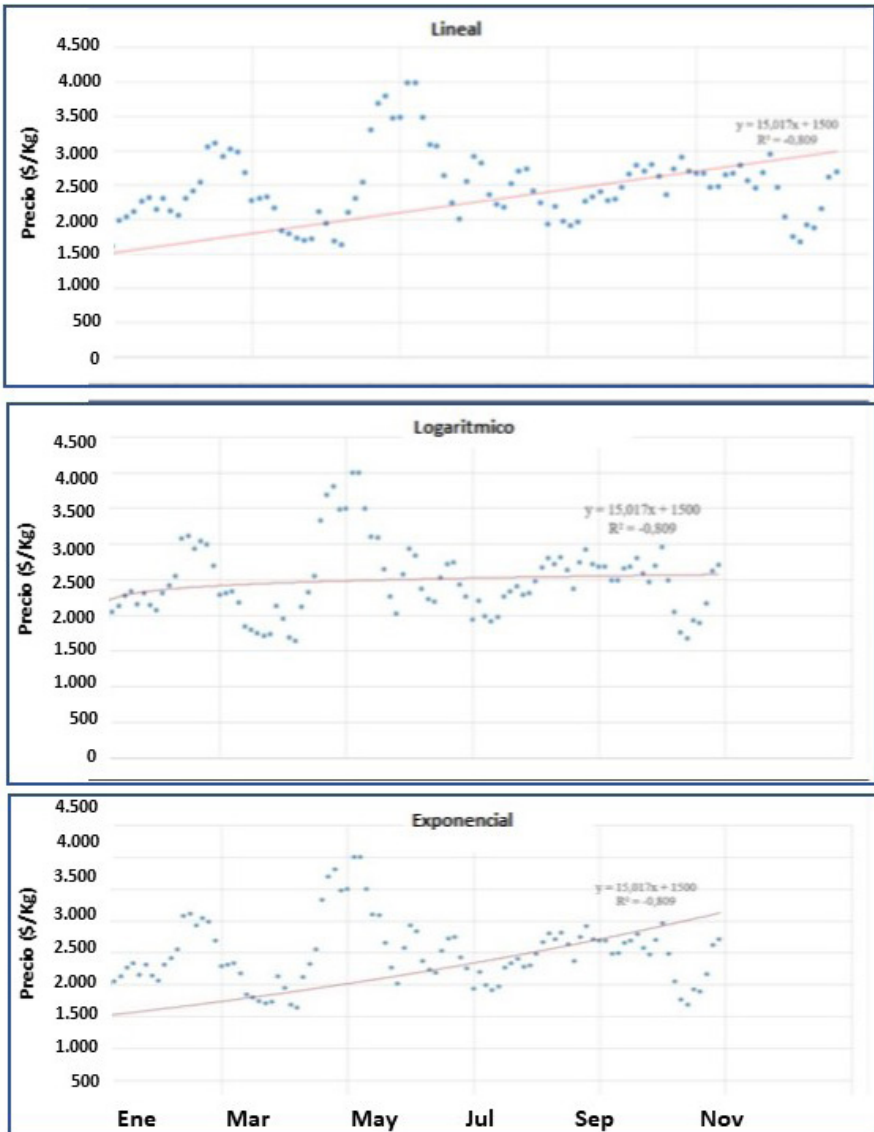 Lineal
Precio ($/Kg)
4.500
4.000
3.500
3.000
2.500
2.000
1.500
1.000
500
0
y = 15,017x + 1500
R² = -0,809
Logaritmico
Precio ($/Kg)
4.500
4.000
3.500
3.000
2.500
2.000
1.500
1.000
500
0
y = 15,017x + 1500
R² = -0,809
Exponencial
Precio ($/Kg)
4.500
4.000
3.500
3.000
2.500
2.000
1.500
1.000
500
y = 15,017x + 1500
R² = -0,809
Ene Mar May Jul Sep Nov